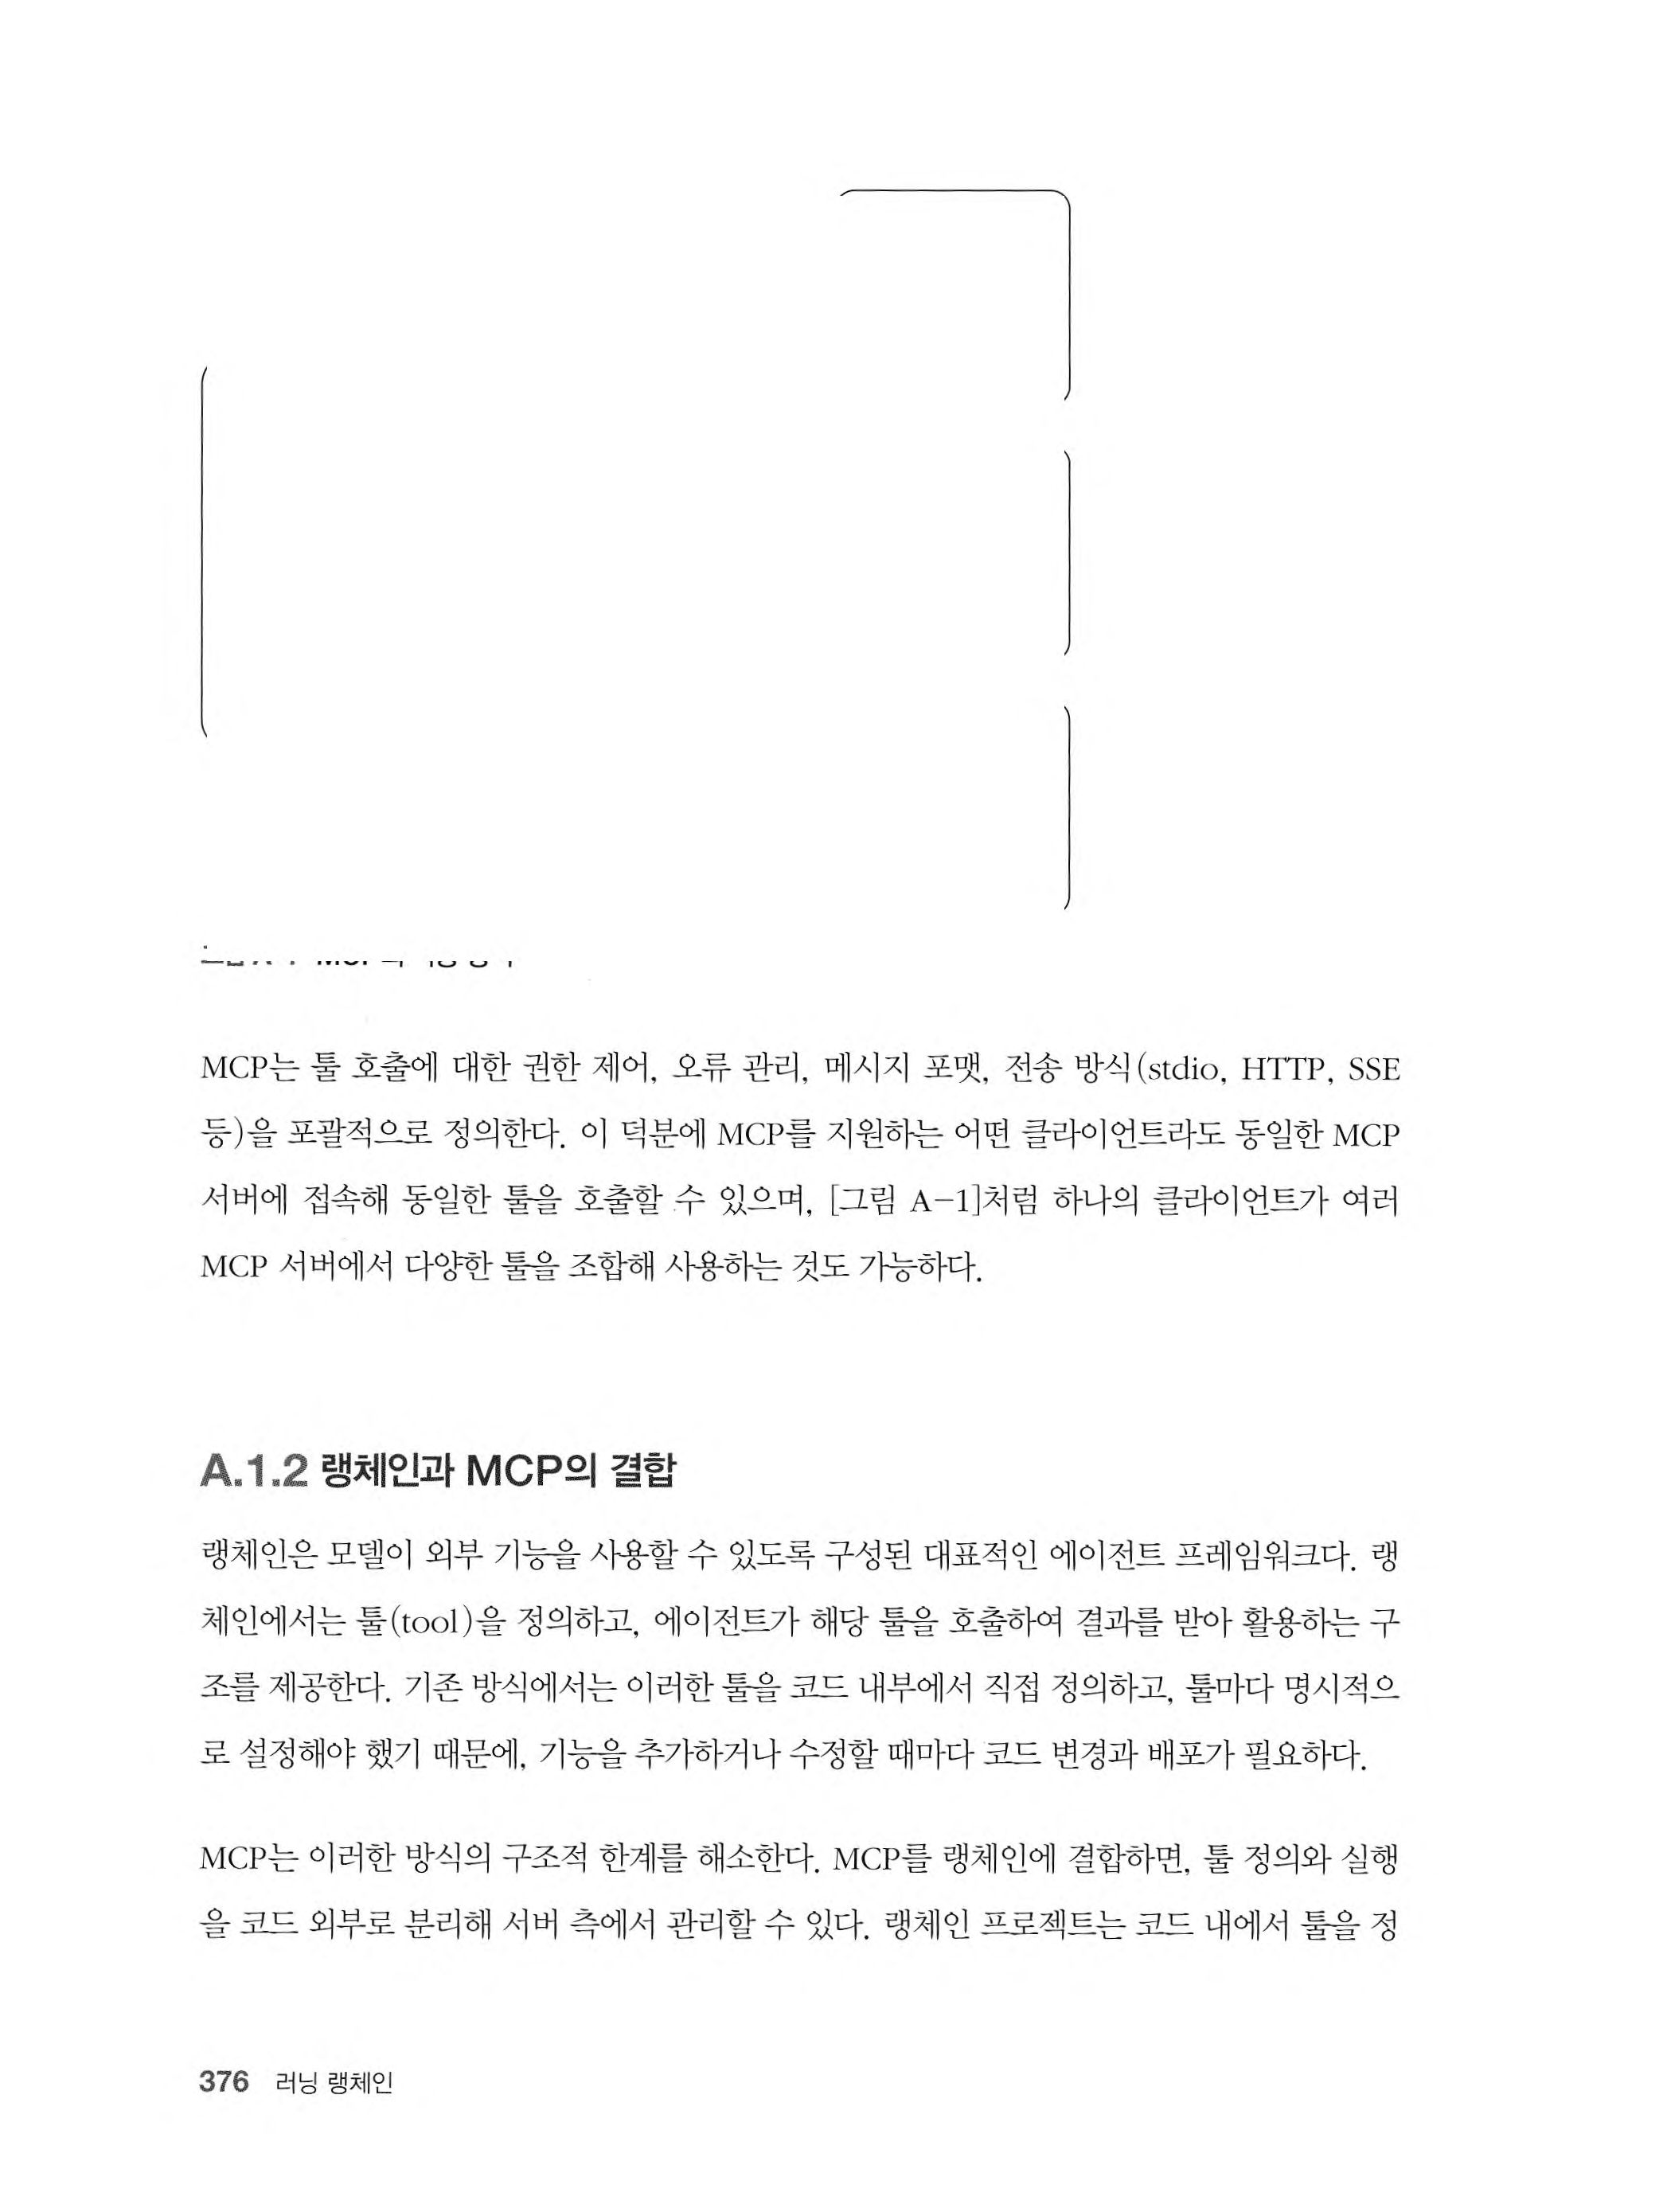 MCP는 툴 호출에 대한 권한 제어, 오류 관리, 메시지 포맷, 전송 방식(stdio, HTTP, SSE
등)을 포괄적으로 정의한다. 이 덕분에 MCP를 지원하는 어떤 클라이언트라도 동일한 MCP
서버에 접속해 동일한 툴을 호출할 수 있으며, [그림 A-1]처럼 하나의 클라이언트가 여러
MCP 서버에서 다양한 툴을 조합해 사용하는 것도 가능하다.
A.1.2 랭체인과 MCP의 결합
랭체인은 모델이 외부 기능을 사용할 수 있도록 구성된 대표적인 에이전트 프레임워크다. 랭
체인에서는 툴(tool)을 정의하고, 에이전트가 해당 툴을 호출하여 결과를 받아 활용하는 구
조를 제공한다. 기존 방식에서는 이러한 툴을 코드 내부에서 직접 정의하고, 툴마다 명시적으
로 설정해야 했기 때문에, 기능을 추가하거나 수정할 때마다 코드 변경과 배포가 필요하다.
MCP는 이러한 방식의 구조적 한계를 해소한다. MCP를 랭체인에 결합하면, 툴 정의와 실행
을 코드 외부로 분리해 서버 측에서 관리할 수 있다. 랭체인 프로젝트는 코드 내에서 툴을 정
376 러닝 랭체인